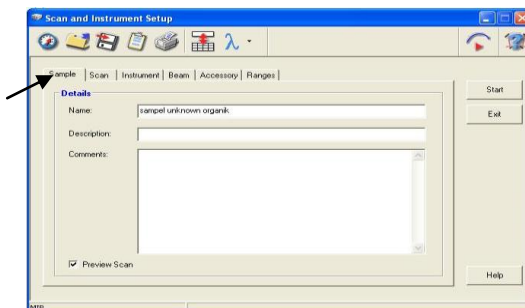 Scan and Instrument Setup
λ
Sample Scan Instrument Beam Accessory Ranges
Details
Name: sampel unknown organik
Description:
Comments:
Preview Scan
Start
Exit
Help